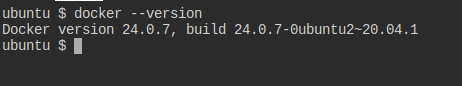 ubuntu $ docker --version
Docker version 24.0.7, build 24.0.7-0ubuntu2~20.04.1
ubuntu $